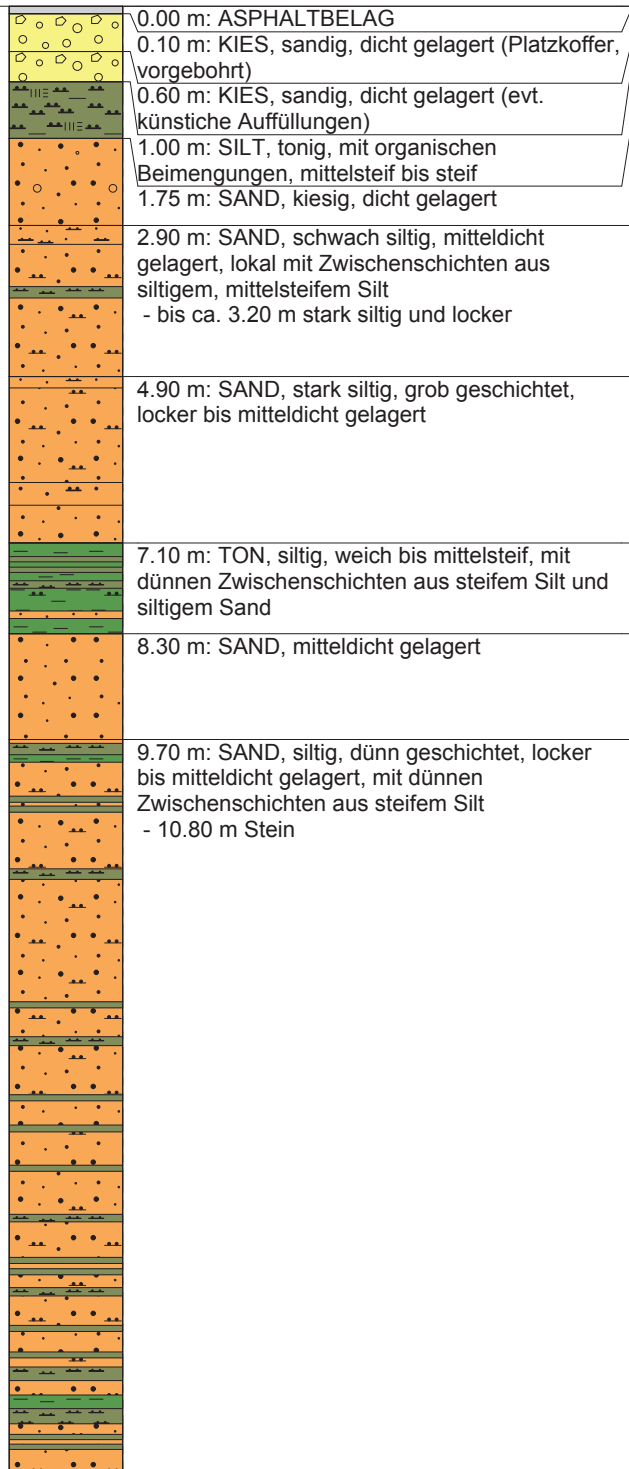 0.00 m: ASPHALTBELAG
0.10 m: KIES, sandig, dicht gelagert (Platzkoffer,
vorgebohrt)
0.60 m: KIES, sandig, dicht gelagert (evt.
künstiche Auffüllungen)
1.00 m: SILT, tonig, mit organischen
Beimengungen, mittelsteif bis steif
1.75 m: SAND, kiesig, dicht gelagert
2.90 m: SAND, schwach siltig, mitteldicht
gelagert, lokal mit Zwischenschichten aus
siltigem, mittelsteifem Silt
- bis ca. 3.20 m stark siltig und locker
4.90 m: SAND, stark siltig, grob geschichtet,
locker bis mitteldicht gelagert
7.10 m: TON, siltig, weich bis mittelsteif, mit
dünnen Zwischenschichten aus steifem Silt und
siltigem Sand
8.30 m: SAND, mitteldicht gelagert
9.70 m: SAND, siltig, dünn geschichtet, locker
bis mitteldicht gelagert, mit dünnen
Zwischenschichten aus steifem Silt
- 10.80 m Stein